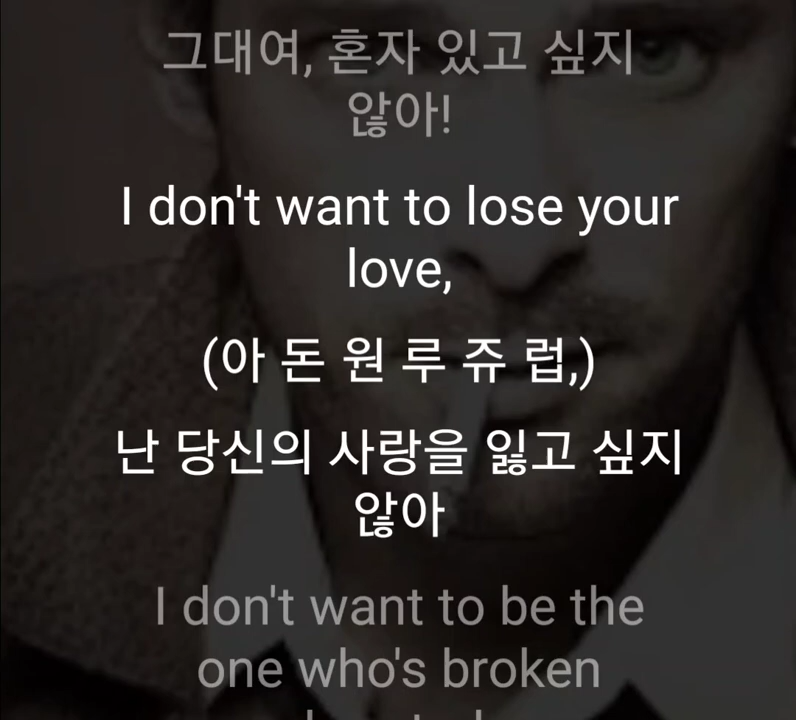 그대여, 혼자 있고 싶지
않아!
I don't want to lose your
love,
(아 돈 원 루 쥬 럽,)
난 당신의 사랑을 잃고 싶지
않아
I don't want to be the
one who's broken